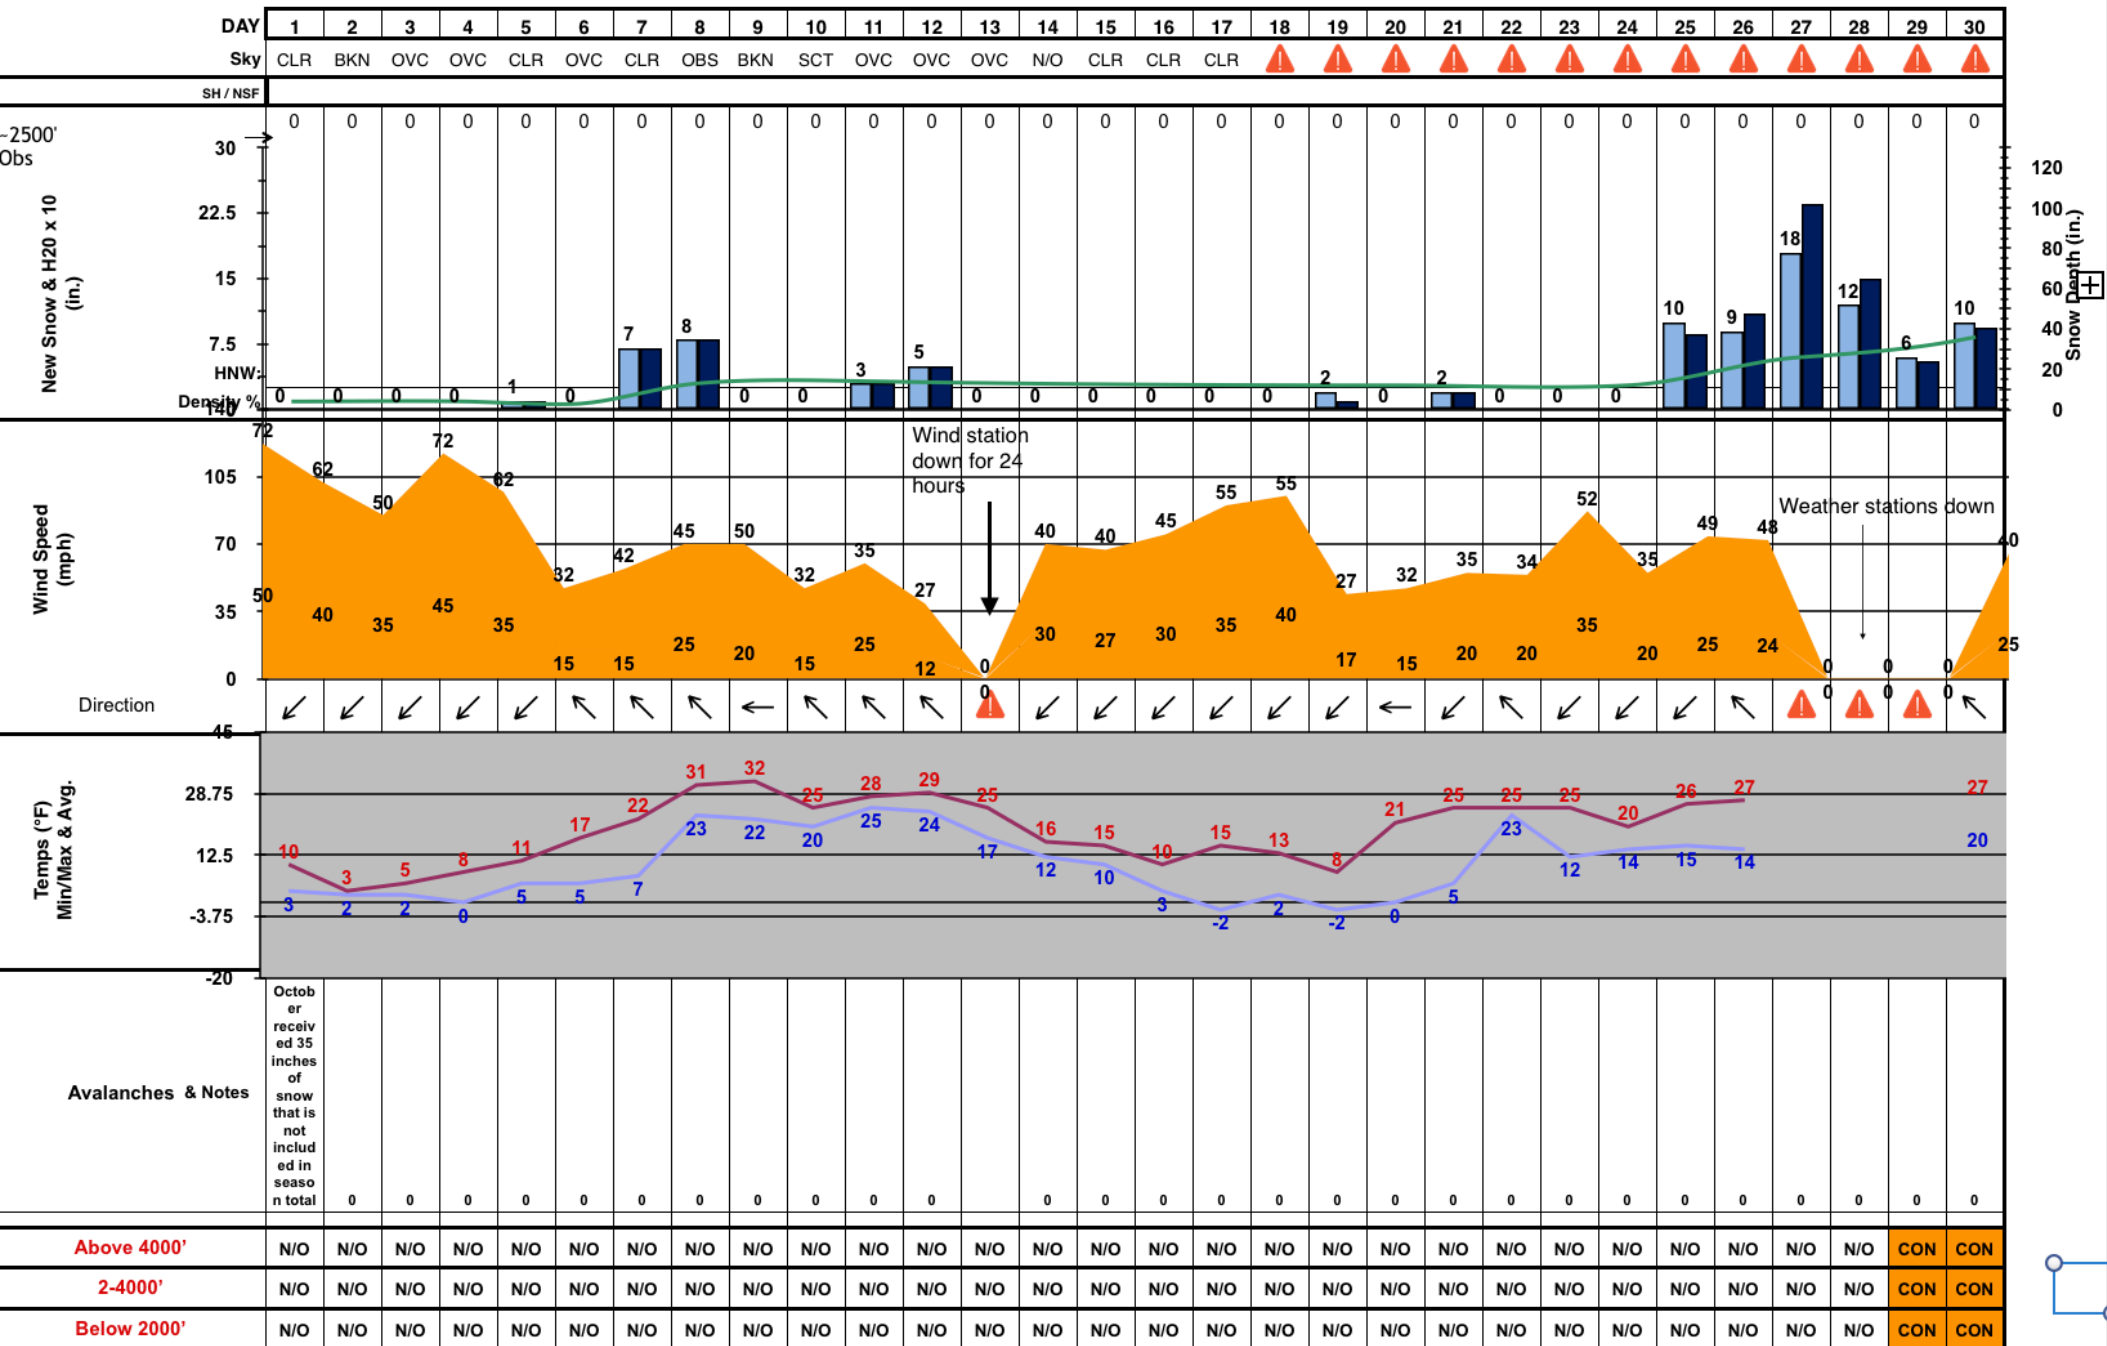 DAY 1 2 3 4 5 6 7 8 9 10 11 12 13 14 15 16 17 18 19 20 21 22 23 24 25 26 27 28 29 30
Sky CLR BKN OVC OVC CLR OVC CLR OBS BKN SCT OVC OVC OVC N/O CLR CLR CLR
SH / NSF
0 0 0 0 0 0 0 0 0 0 0 0 0 0 0 0 0 0 0 0 0 0 0 0 0 0 0 0 0 0
~2500'
Obs
New Snow & H20 x 10
(in.)
30
22.5
15
7.5
HNW:
Density %
0 0 0 0 1 0 7 8 0 0 3 5 0 0 0 0 0 0 2 0 2 0 0 0 10 9 18 12 6 10
120
100
80
60
40
20
0
Snow Depth (in.)
Wind Speed
(mph)
140
105
70
35
0
72 62 50 72 62 32 42 45 50 32 35 27 0 40 40 45 55 55 27 32 35 34 52 35 49 48 0 0 0 40
50 40 35 45 35 15 15 25 20 15 25 12 0 30 27 30 35 40 17 15 20 20 35 20 25 24 0 0 0 25
Wind station
down for 24
hours
Weather stations down
Direction
Temps (°F)
Min/Max & Avg.
45
28.75
12.5
-3.75
-20
10 3 5 8 11 17 22 31 32 25 28 29 25 16 15 10 15 13 8 21 25 25 25 20 26 27 27
3 2 2 0 5 5 7 23 22 20 25 24 17 12 10 3 -2 2 -2 0 5 23 12 14 15 14 20
Avalanches & Notes
Octob
er
receiv
ed 35
inches
of
snow
that is
not
includ
ed in
seaso
n total
0 0 0 0 0 0 0 0 0 0 0 0 0 0 0 0 0 0 0 0 0 0 0 0 0 0 0 0
Above 4000’ N/O N/O N/O N/O N/O N/O N/O N/O N/O N/O N/O N/O N/O N/O N/O N/O N/O N/O N/O N/O N/O N/O N/O N/O N/O N/O N/O N/O CON CON
2-4000’ N/O N/O N/O N/O N/O N/O N/O N/O N/O N/O N/O N/O N/O N/O N/O N/O N/O N/O N/O N/O N/O N/O N/O N/O N/O N/O N/O N/O CON CON
Below 2000’ N/O N/O N/O N/O N/O N/O N/O N/O N/O N/O N/O N/O N/O N/O N/O N/O N/O N/O N/O N/O N/O N/O N/O N/O N/O N/O N/O N/O CON CON